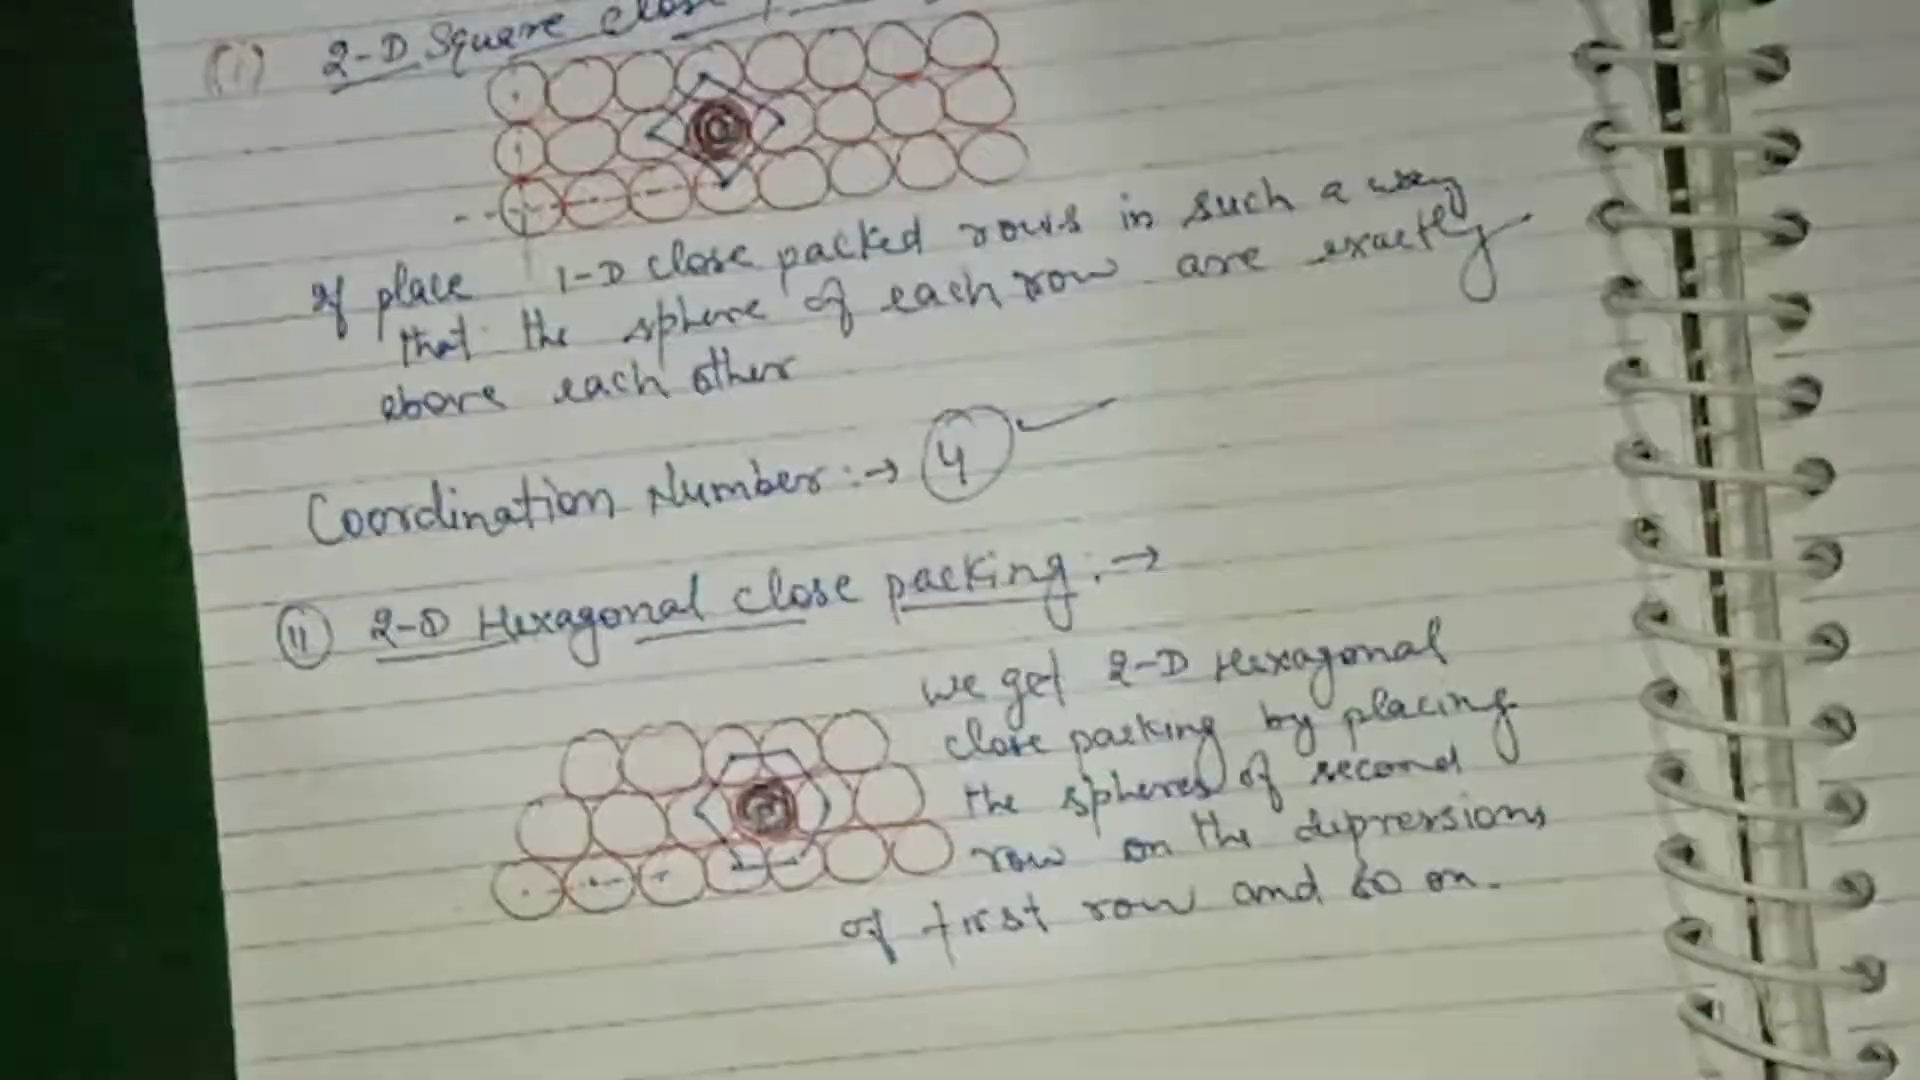 (i) 2-D Square close
If place 1-D close packed rows in such a way
that the sphere of each row are exactly
above each other
Coordination Number :→ 4
(ii) 2-D Hexagonal close packing :→
we get 2-D Hexagonal
close packing by placing
the spheres of second
row on the depressions
of first row and so on.